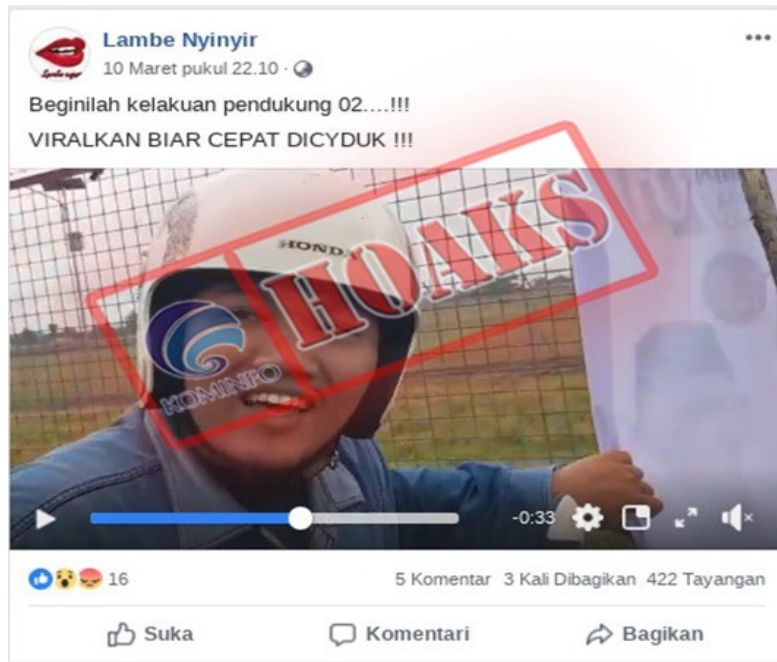 Lambe Nyinyir
10 Maret pukul 22.10
Beginilah kelakuan pendukung 02....!!!
VIRALKAN BIAR CEPAT DICYDUK !!!
HONDA
HOAKS
KOMINFO
-0:33
16
5 Komentar 3 Kali Dibagikan 422 Tayangan
Suka Komentari Bagikan